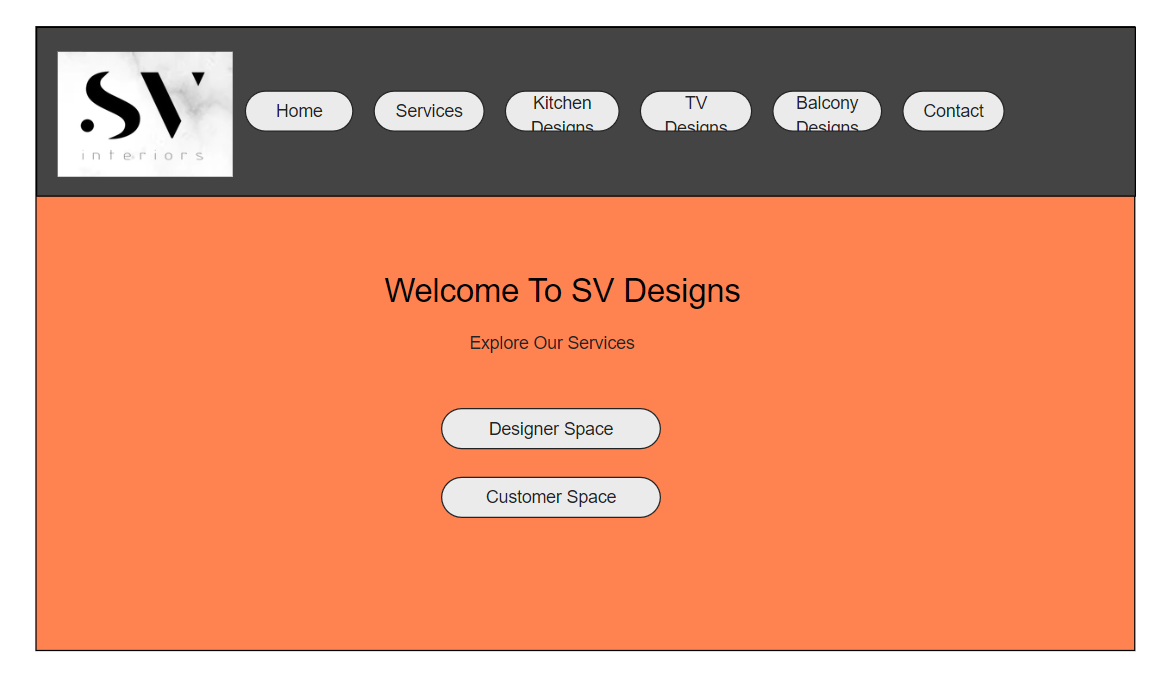 .SV
interiors
Home
Services
Kitchen
Designs
TV
Designs
Balcony
Designs
Contact
Welcome To SV Designs
Explore Our Services
Designer Space
Customer Space